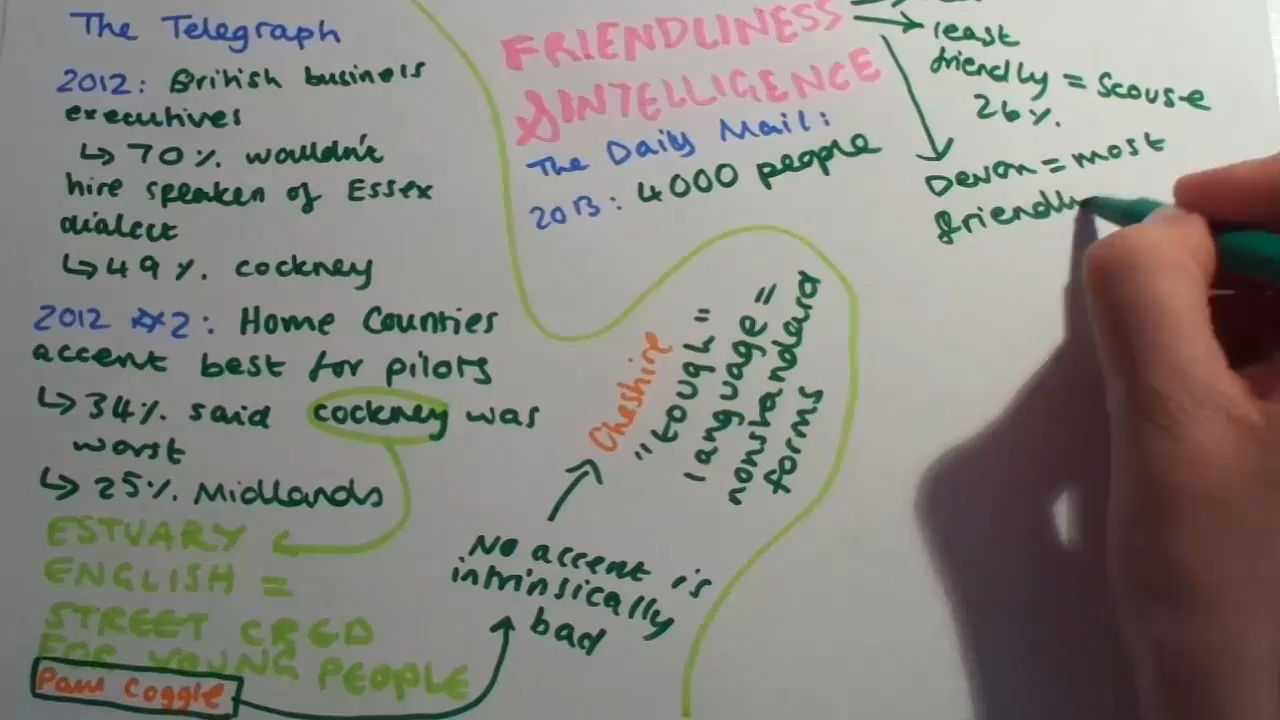 The Telegraph
2012: British business
executives
↳ 70% wouldn't
hire speaker of Essex
dialect
↳ 49% cockney
2012 #2: Home Counties
accent best for pilots
↳ 34% said cockney was
worst
↳ 25% Midlands
ESTUARY
ENGLISH =
STREET CRED
FOR YOUNG PEOPLE
Paul Coggle
No accent is
intrinsically
bad
Cheshire
"tough"
language =
nonstandard
forms
FRIENDLINESS
&INTELLIGENCE
The Daily Mail:
2013: 4000 people
least
friendly = Scouse
26%
Devon = most
friendly